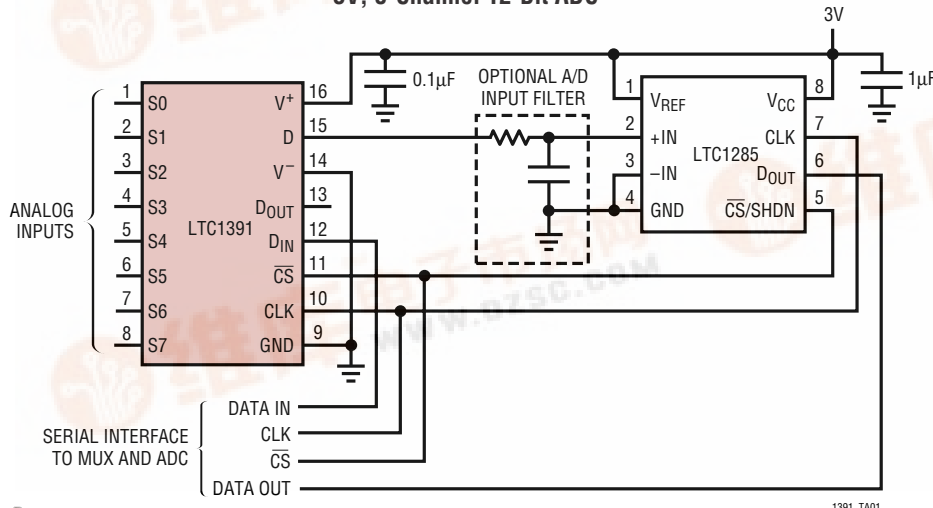 3V, 8-Channel 12-Bit ADC
3V
0.1µF
OPTIONAL A/D
INPUT FILTER
1µF
ANALOG
INPUTS
1 S0
2 S1
3 S2
4 S3
5 S4
6 S5
7 S6
8 S7
LTC1391
V+ 16
D 15
V− 14
DOUT 13
DIN 12
CS 11
CLK 10
GND 9
1 VREF
2 +IN
3 −IN
4 GND
LTC1285
VCC 8
CLK 7
DOUT 6
CS/SHDN 5
SERIAL INTERFACE
TO MUX AND ADC
DATA IN
CLK
CS
DATA OUT
1391 TA01
WWW.DZSC.COM